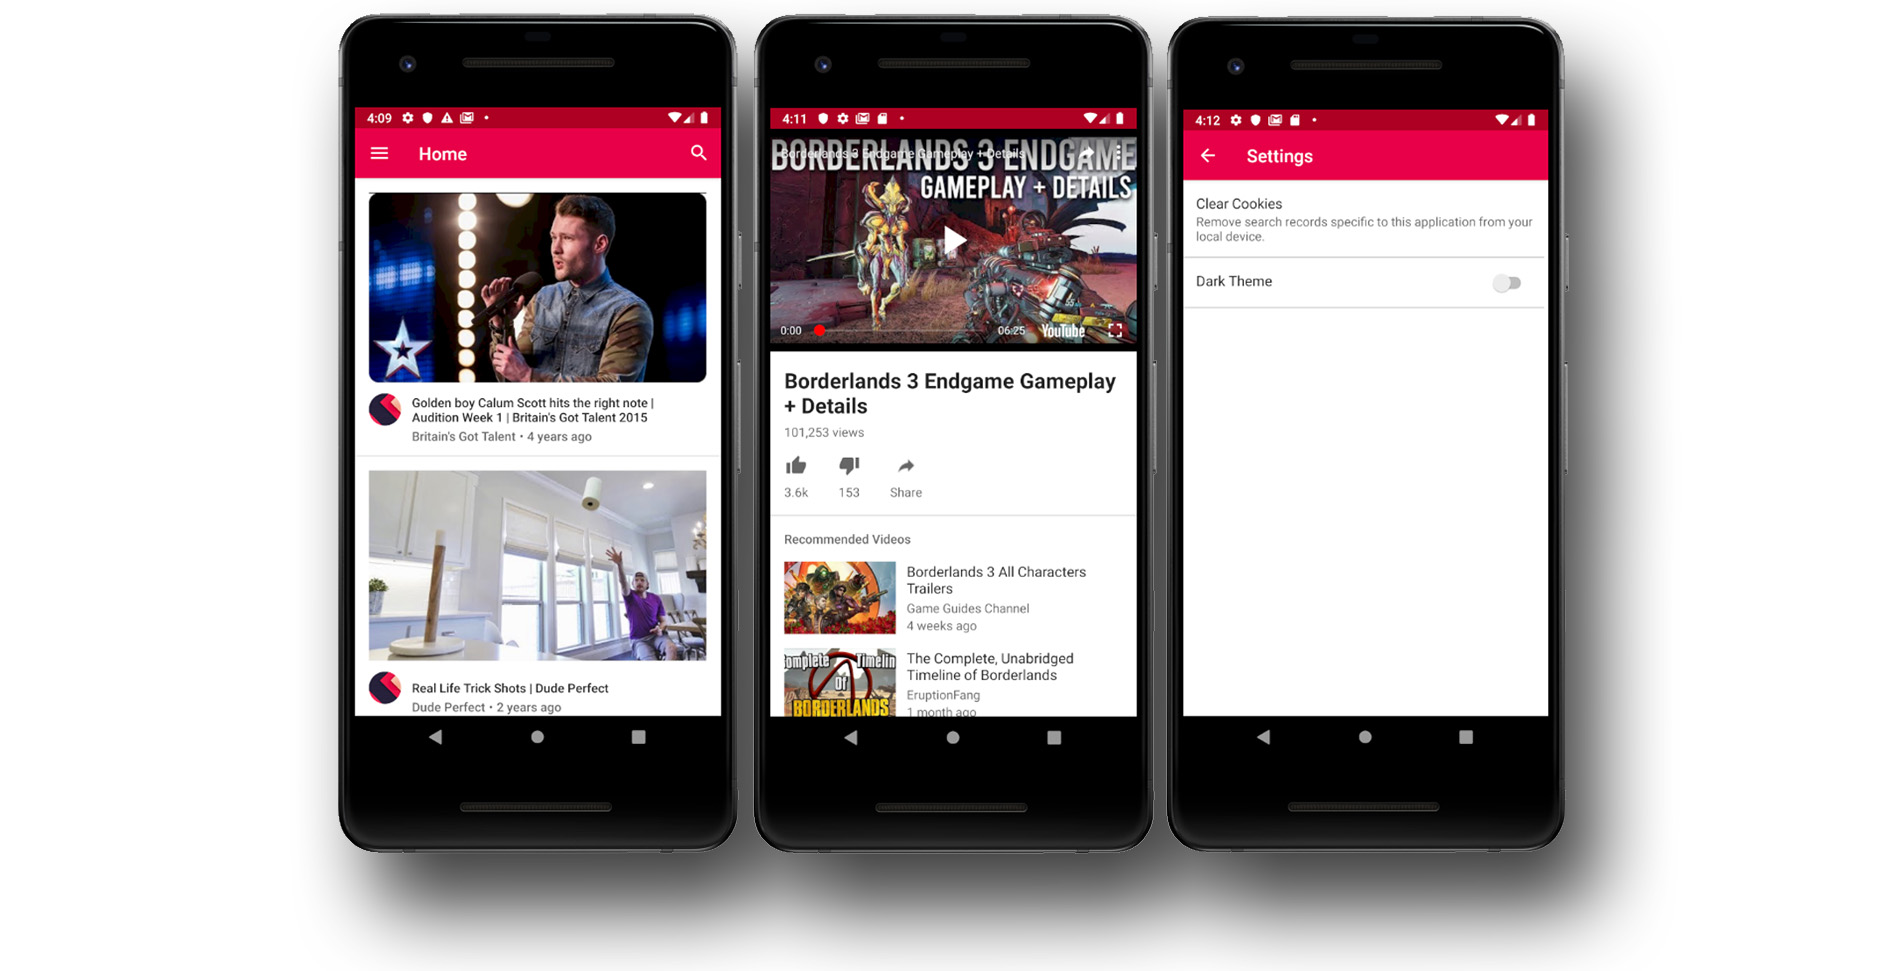 4:09
Home
Golden boy Calum Scott hits the right note |
Audition Week 1 | Britain's Got Talent 2015
Britain's Got Talent • 4 years ago
Real Life Trick Shots | Dude Perfect
Dude Perfect • 2 years ago
4:11
Borderlands 3 Endgame Gameplay + Details
BORDERLANDS 3 ENDGAME
GAMEPLAY + DETAILS
0:00
06:25
YouTube
Borderlands 3 Endgame Gameplay
+ Details
101,253 views
3.6k
153
Share
Recommended Videos
Borderlands 3 All Characters
Trailers
Game Guides Channel
4 weeks ago
Complete Timelin
Of
BORDERLANDS
The Complete, Unabridged
Timeline of Borderlands
EruptionFang
1 month ago
4:12
Settings
Clear Cookies
Remove search records specific to this application from your
local device.
Dark Theme